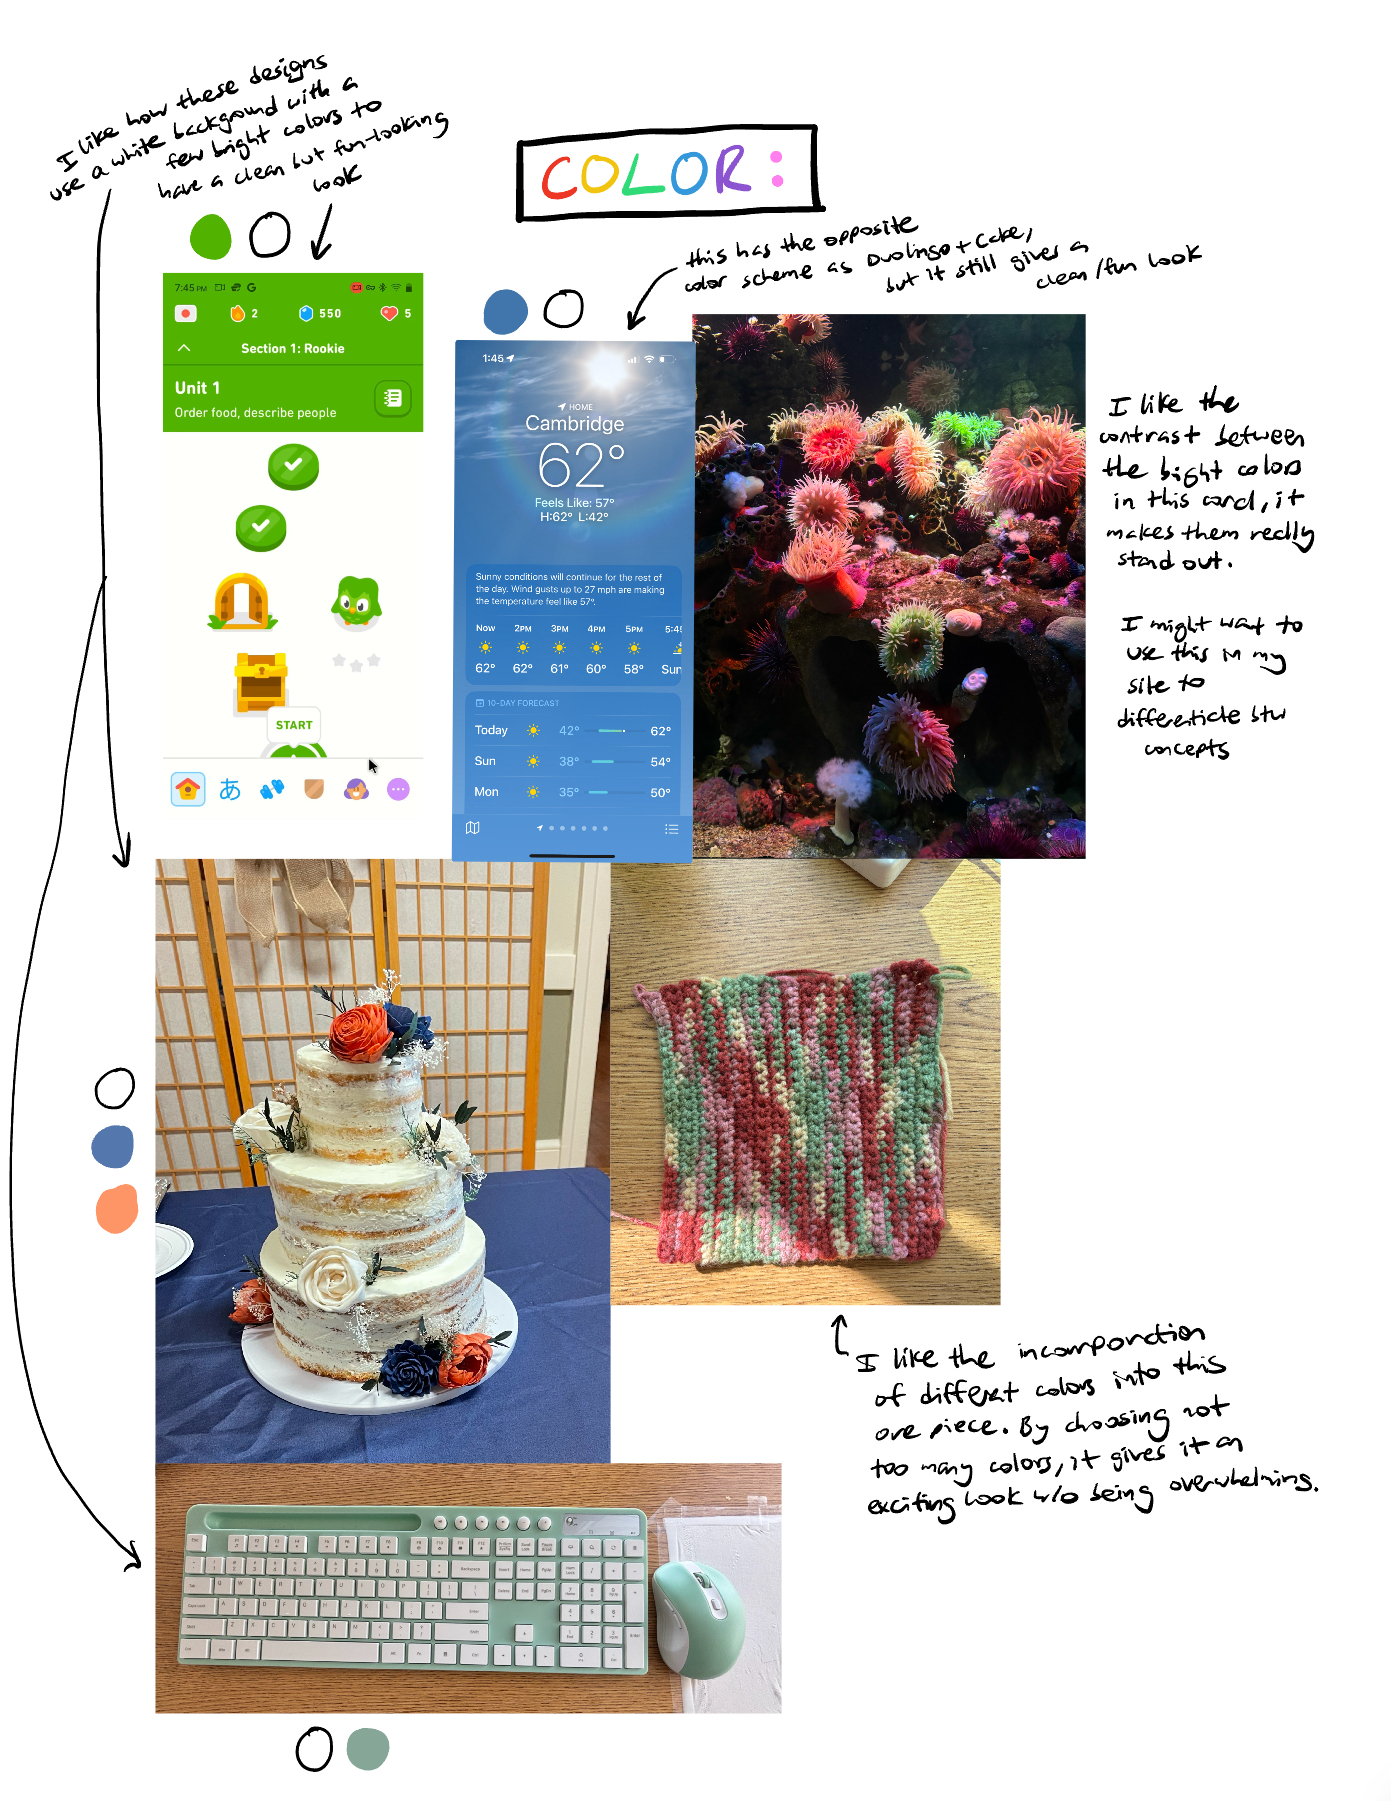 I like how these designs
use a white backgound with a
few bright colors to
have a clean but fun-looking
look
COLOR:
this has the opposite
color scheme as Duolingo + Cake,
but it still gives a
clean/fun look
7:45 PM
2
550
5
Section 1: Rookie
Unit 1
Order food, describe people
START
あ
1:45
HOME
Cambridge
62°
Feels Like: 57°
H:62° L:42°
Sunny conditions will continue for the rest of
the day. Wind gusts up to 27 mph are making
the temperature feel like 57°.
Now 2PM 3PM 4PM 5PM 5:45
62° 62° 61° 60° 58° Sun
10-DAY FORECAST
Today 42° 62°
Sun 38° 54°
Mon 35° 50°
I like the
contrast between
the bright colors
in this coral, it
makes them really
stand out.
I might want to
use this in my
site to
differenticle btw
concepts
I like the incorporation
of different colors into this
one piece. By choosing not
too many colors, it gives it an
exciting look w/o being overwhelming.